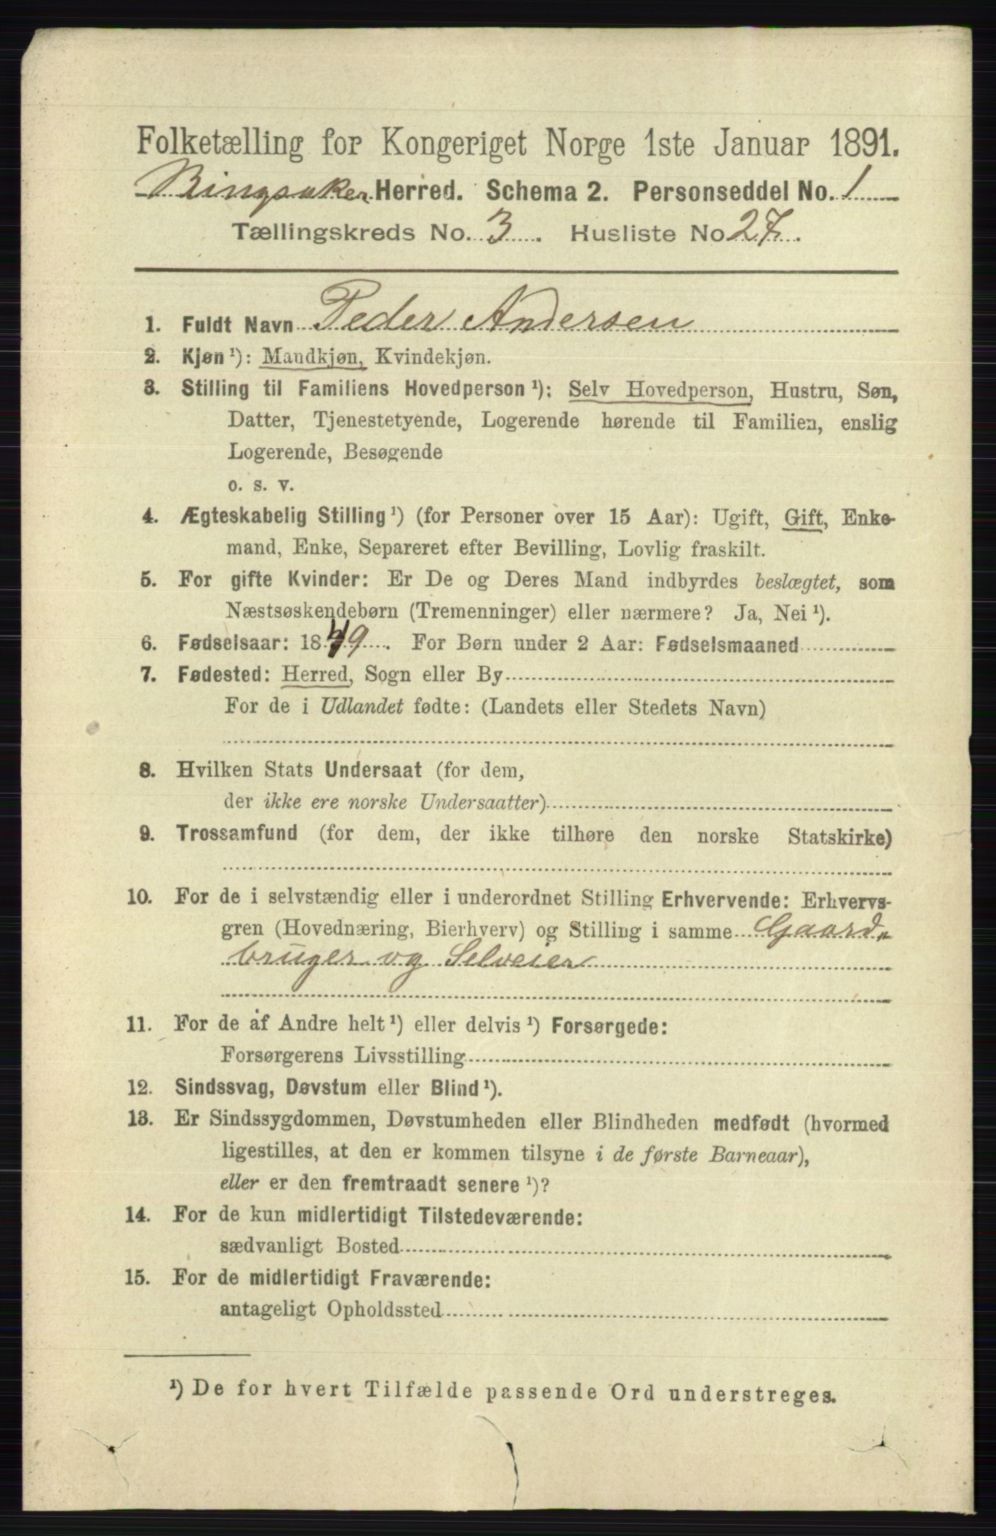 Folketælling for Kongeriget Norge 1ste Januar 1891.
Ringsaker Herred. Schema 2. Personseddel No. 1
Tællingskreds No. 3. Husliste No 27.
1. Fuldt Navn Peder Andersen
2. Kjøn ¹): Mandkjøn, Kvindekjøn.
3. Stilling til Familiens Hovedperson ¹): Selv Hovedperson, Hustru, Søn,
Datter, Tjenestetyende, Logerende hørende til Familien, enslig
Logerende, Besøgende
o. s. v.
4. Ægteskabelig Stilling ¹) (for Personer over 15 Aar): Ugift, Gift, Enke-
mand, Enke, Separeret efter Bevilling, Lovlig fraskilt.
5. For gifte Kvinder: Er De og Deres Mand indbyrdes beslægtet, som
Næstsøskendebørn (Tremenninger) eller nærmere? Ja, Nei ¹).
6. Fødselsaar: 1849. For Børn under 2 Aar: Fødselsmaaned
7. Fødested: Herred, Sogn eller By
For de i Udlandet fødte: (Landets eller Stedets Navn)
8. Hvilken Stats Undersaat (for dem,
der ikke ere norske Undersaatter)
9. Trossamfund (for dem, der ikke tilhøre den norske Statskirke)
10. For de i selvstændig eller i underordnet Stilling Erhvervende: Erhvervs-
gren (Hovednæring, Bierhverv) og Stilling i samme Gaard„
bruger og Selveier
11. For de af Andre helt ¹) eller delvis ¹) Forsørgede:
Forsørgerens Livsstilling
12. Sindssvag, Døvstum eller Blind ¹).
13. Er Sindssygdommen, Døvstumheden eller Blindheden medfødt (hvormed
ligestilles, at den er kommen tilsyne i de første Barneaar),
eller er den fremtraadt senere ¹)?
14. For de kun midlertidigt Tilstedeværende:
sædvanligt Bosted
15. For de midlertidigt Fraværende:
antageligt Opholdssted
¹) De for hvert Tilfælde passende Ord understreges.